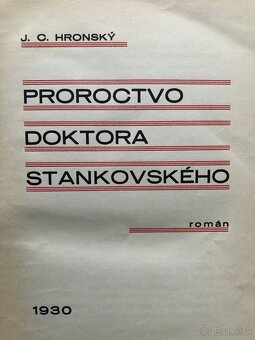 J. C. HRONSKÝ
PROROCTVO
DOKTORA
STANKOVSKÉHO
román
1930